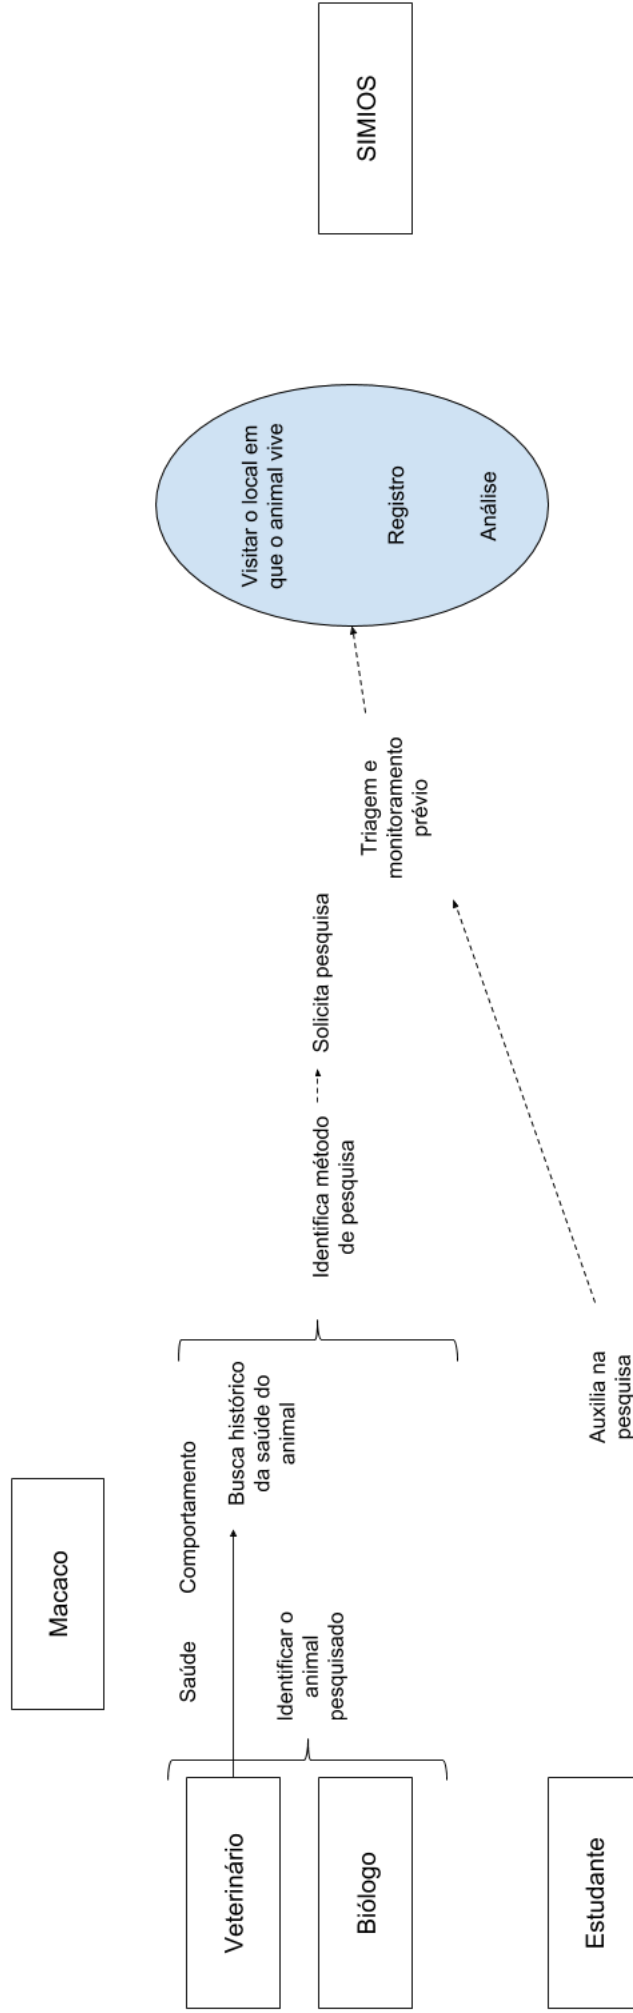 Macaco
Saúde
Comportamento
Veterinário
Busca histórico
da saúde do
animal
Identificar o
animal
pesquisado
Biólogo
Identifica método
de pesquisa
Solicita pesquisa
Triagem e
monitoramento
prévio
Visitar o local em
que o animal vive
Registro
Análise
SIMIOS
Estudante
Auxilia na
pesquisa